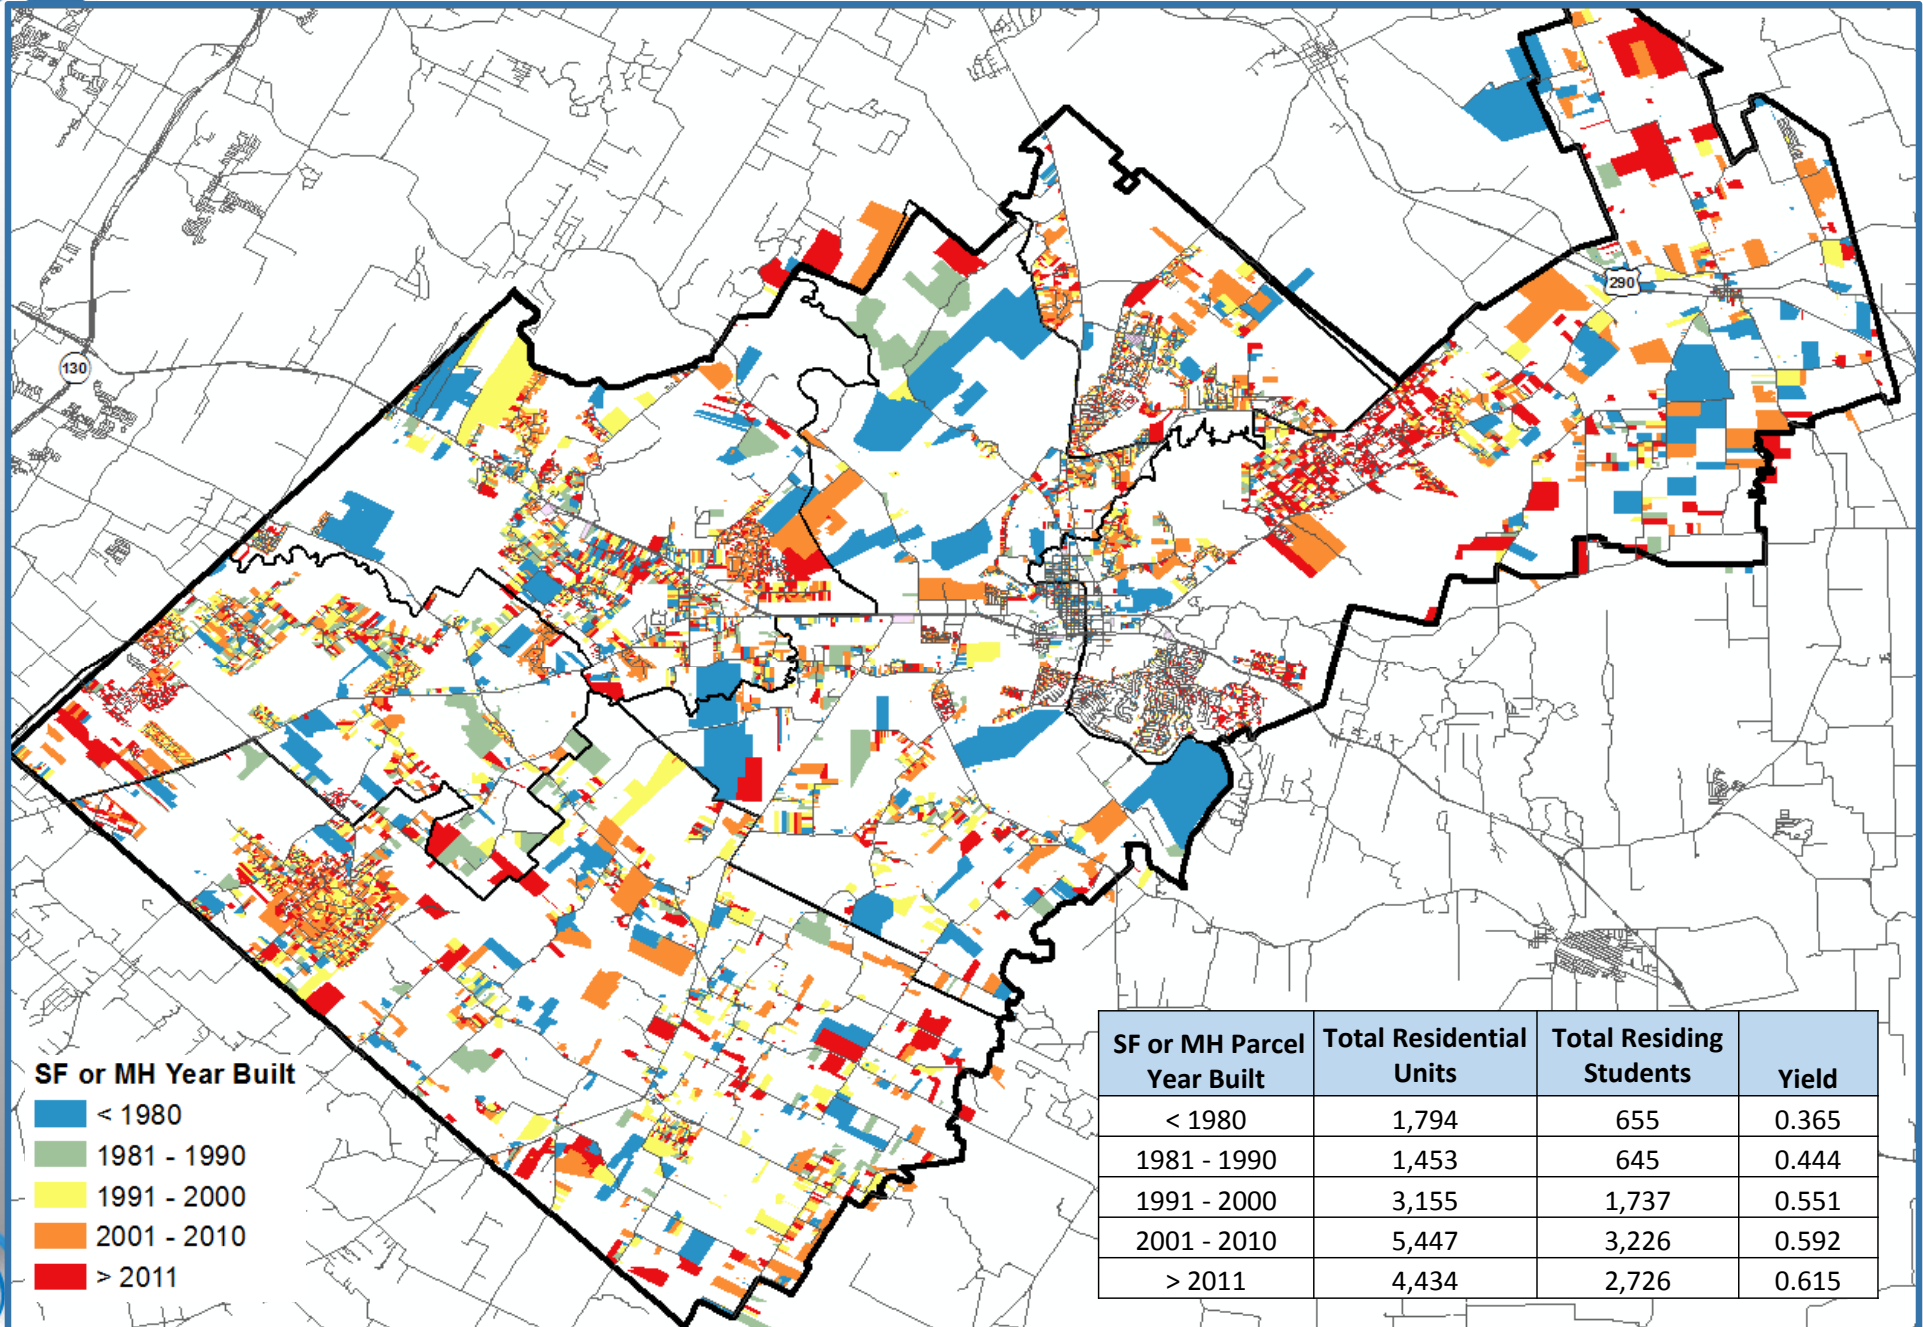 290
130
SF or MH Year Built
< 1980
1981 - 1990
1991 - 2000
2001 - 2010
> 2011
SF or MH Parcel Year Built Total Residential Units Total Residing Students Yield
< 1980 1,794 655 0.365
1981 - 1990 1,453 645 0.444
1991 - 2000 3,155 1,737 0.551
2001 - 2010 5,447 3,226 0.592
> 2011 4,434 2,726 0.615